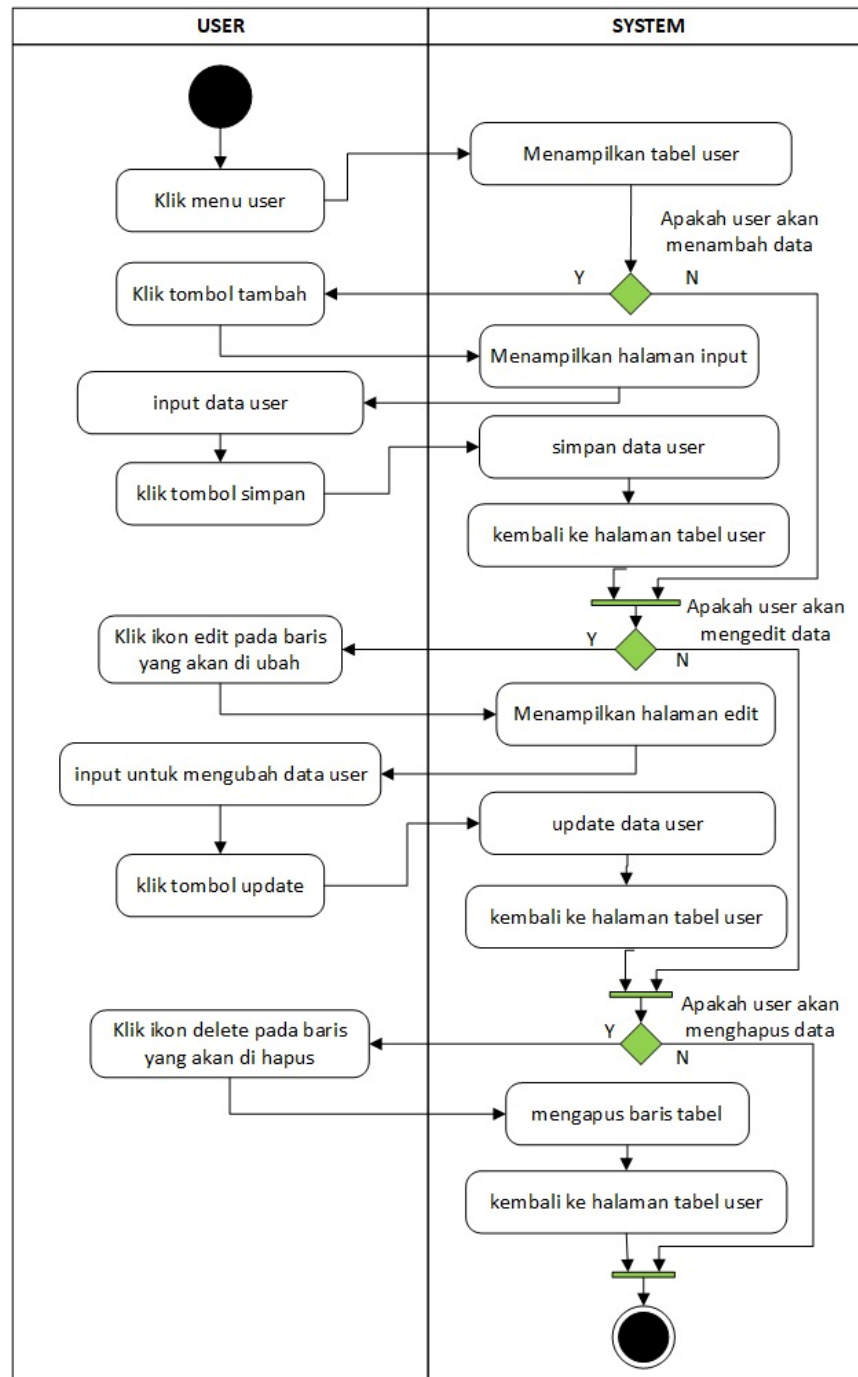 USER
SYSTEM
Menampilkan tabel user
Klik menu user
Apakah user akan
menambah data
Y
N
Klik tombol tambah
Menampilkan halaman input
input data user
simpan data user
klik tombol simpan
kembali ke halaman tabel user
Apakah user akan
mengedit data
Klik ikon edit pada baris
yang akan di ubah
Y
N
Menampilkan halaman edit
input untuk mengubah data user
update data user
klik tombol update
kembali ke halaman tabel user
Apakah user akan
menghapus data
Klik ikon delete pada baris
yang akan di hapus
Y
N
mengapus baris tabel
kembali ke halaman tabel user